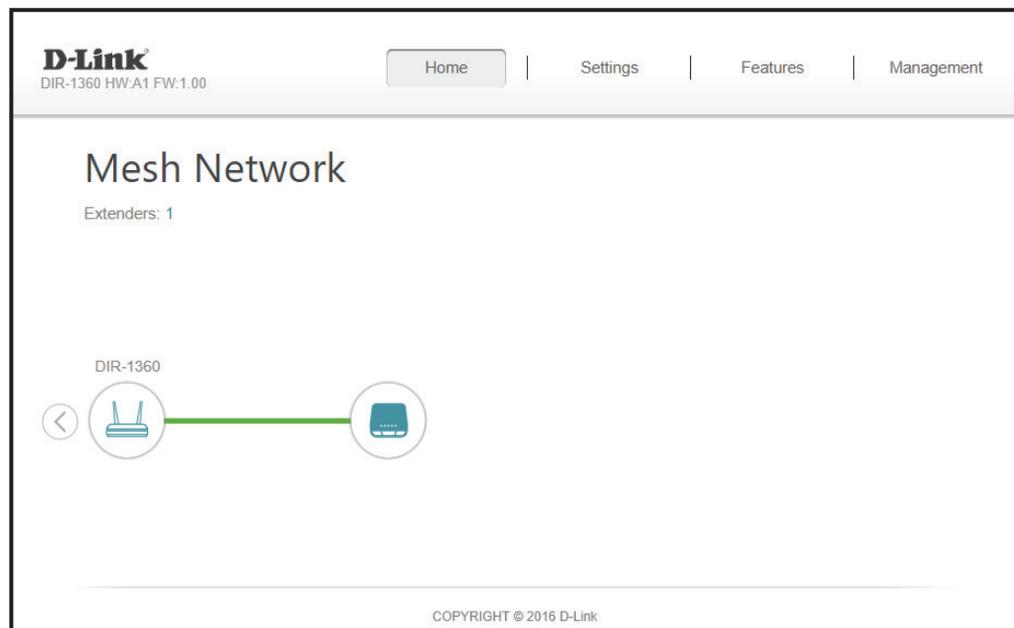 D-Link
DIR-1360 HW:A1 FW:1.00
Home
Settings
Features
Management
Mesh Network
Extenders: 1
DIR-1360
COPYRIGHT © 2016 D-Link